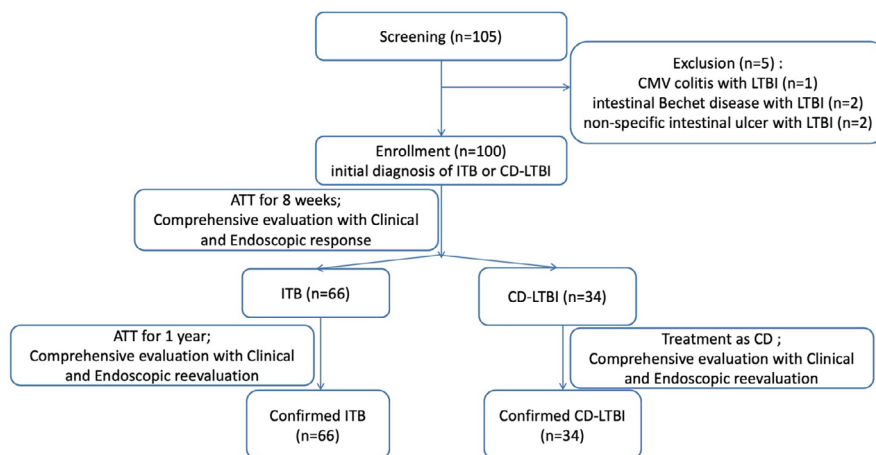 Screening (n=105)
Exclusion (n=5) :
CMV colitis with LTBI (n=1)
intestinal Bechet disease with LTBI (n=2)
non-specific intestinal ulcer with LTBI (n=2)
Enrollment (n=100)
initial diagnosis of ITB or CD-LTBI
ATT for 8 weeks;
Comprehensive evaluation with Clinical
and Endoscopic response
ITB (n=66)
CD-LTBI (n=34)
ATT for 1 year;
Comprehensive evaluation with Clinical
and Endoscopic reevaluation
Treatment as CD ;
Comprehensive evaluation with Clinical
and Endoscopic reevaluation
Confirmed ITB
(n=66)
Confirmed CD-LTBI
(n=34)